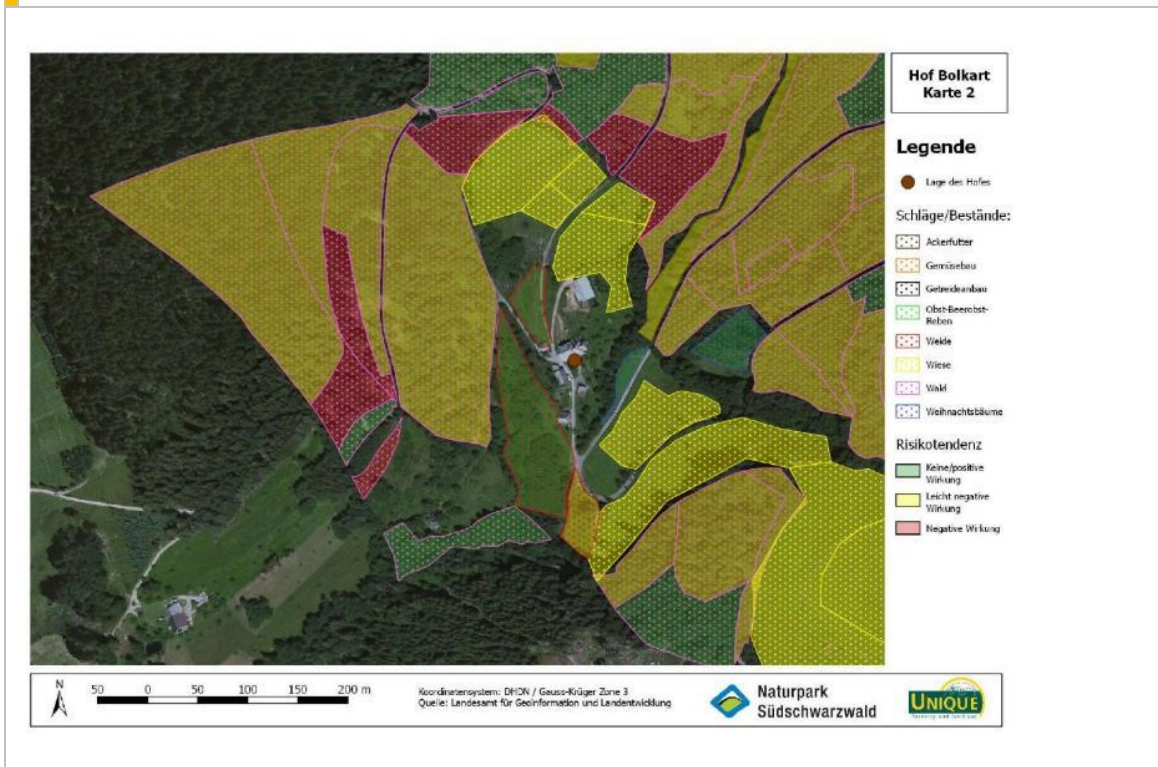 Hof Bolkart
Karte 2
Legende
Lage des Hofes
Schläge/Bestände:
Ackerfutter
Gemüsebau
Getreideanbau
Obst-Beerobst-
Reben
Weide
Wiese
Wald
Weihnachtsbäume
Risikotendenz
Keine/positive
Wirkung
Leicht negative
Wirkung
Negative Wirkung
N
50 0 50 100 150 200 m
Koordinatensystem: DHDN / Gauss-Krüger Zone 3
Quelle: Landesamt für Geoinformation und Landentwicklung
Naturpark
Südschwarzwald
UNIQUE